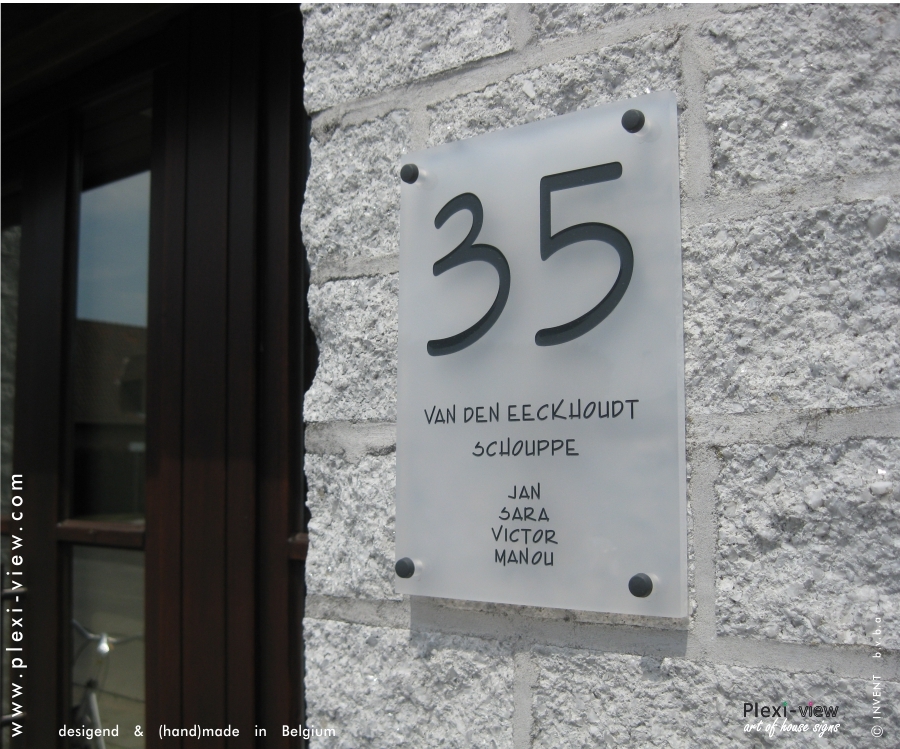 35
VAN DEN EECKHOUDT
SCHOUPPE
JAN
SARA
VICTOR
MANOU
www.plexi-view.com
desigend & (hand)made in Belgium
Plexi-view
art of house signs
© INVENT b.v.b.a